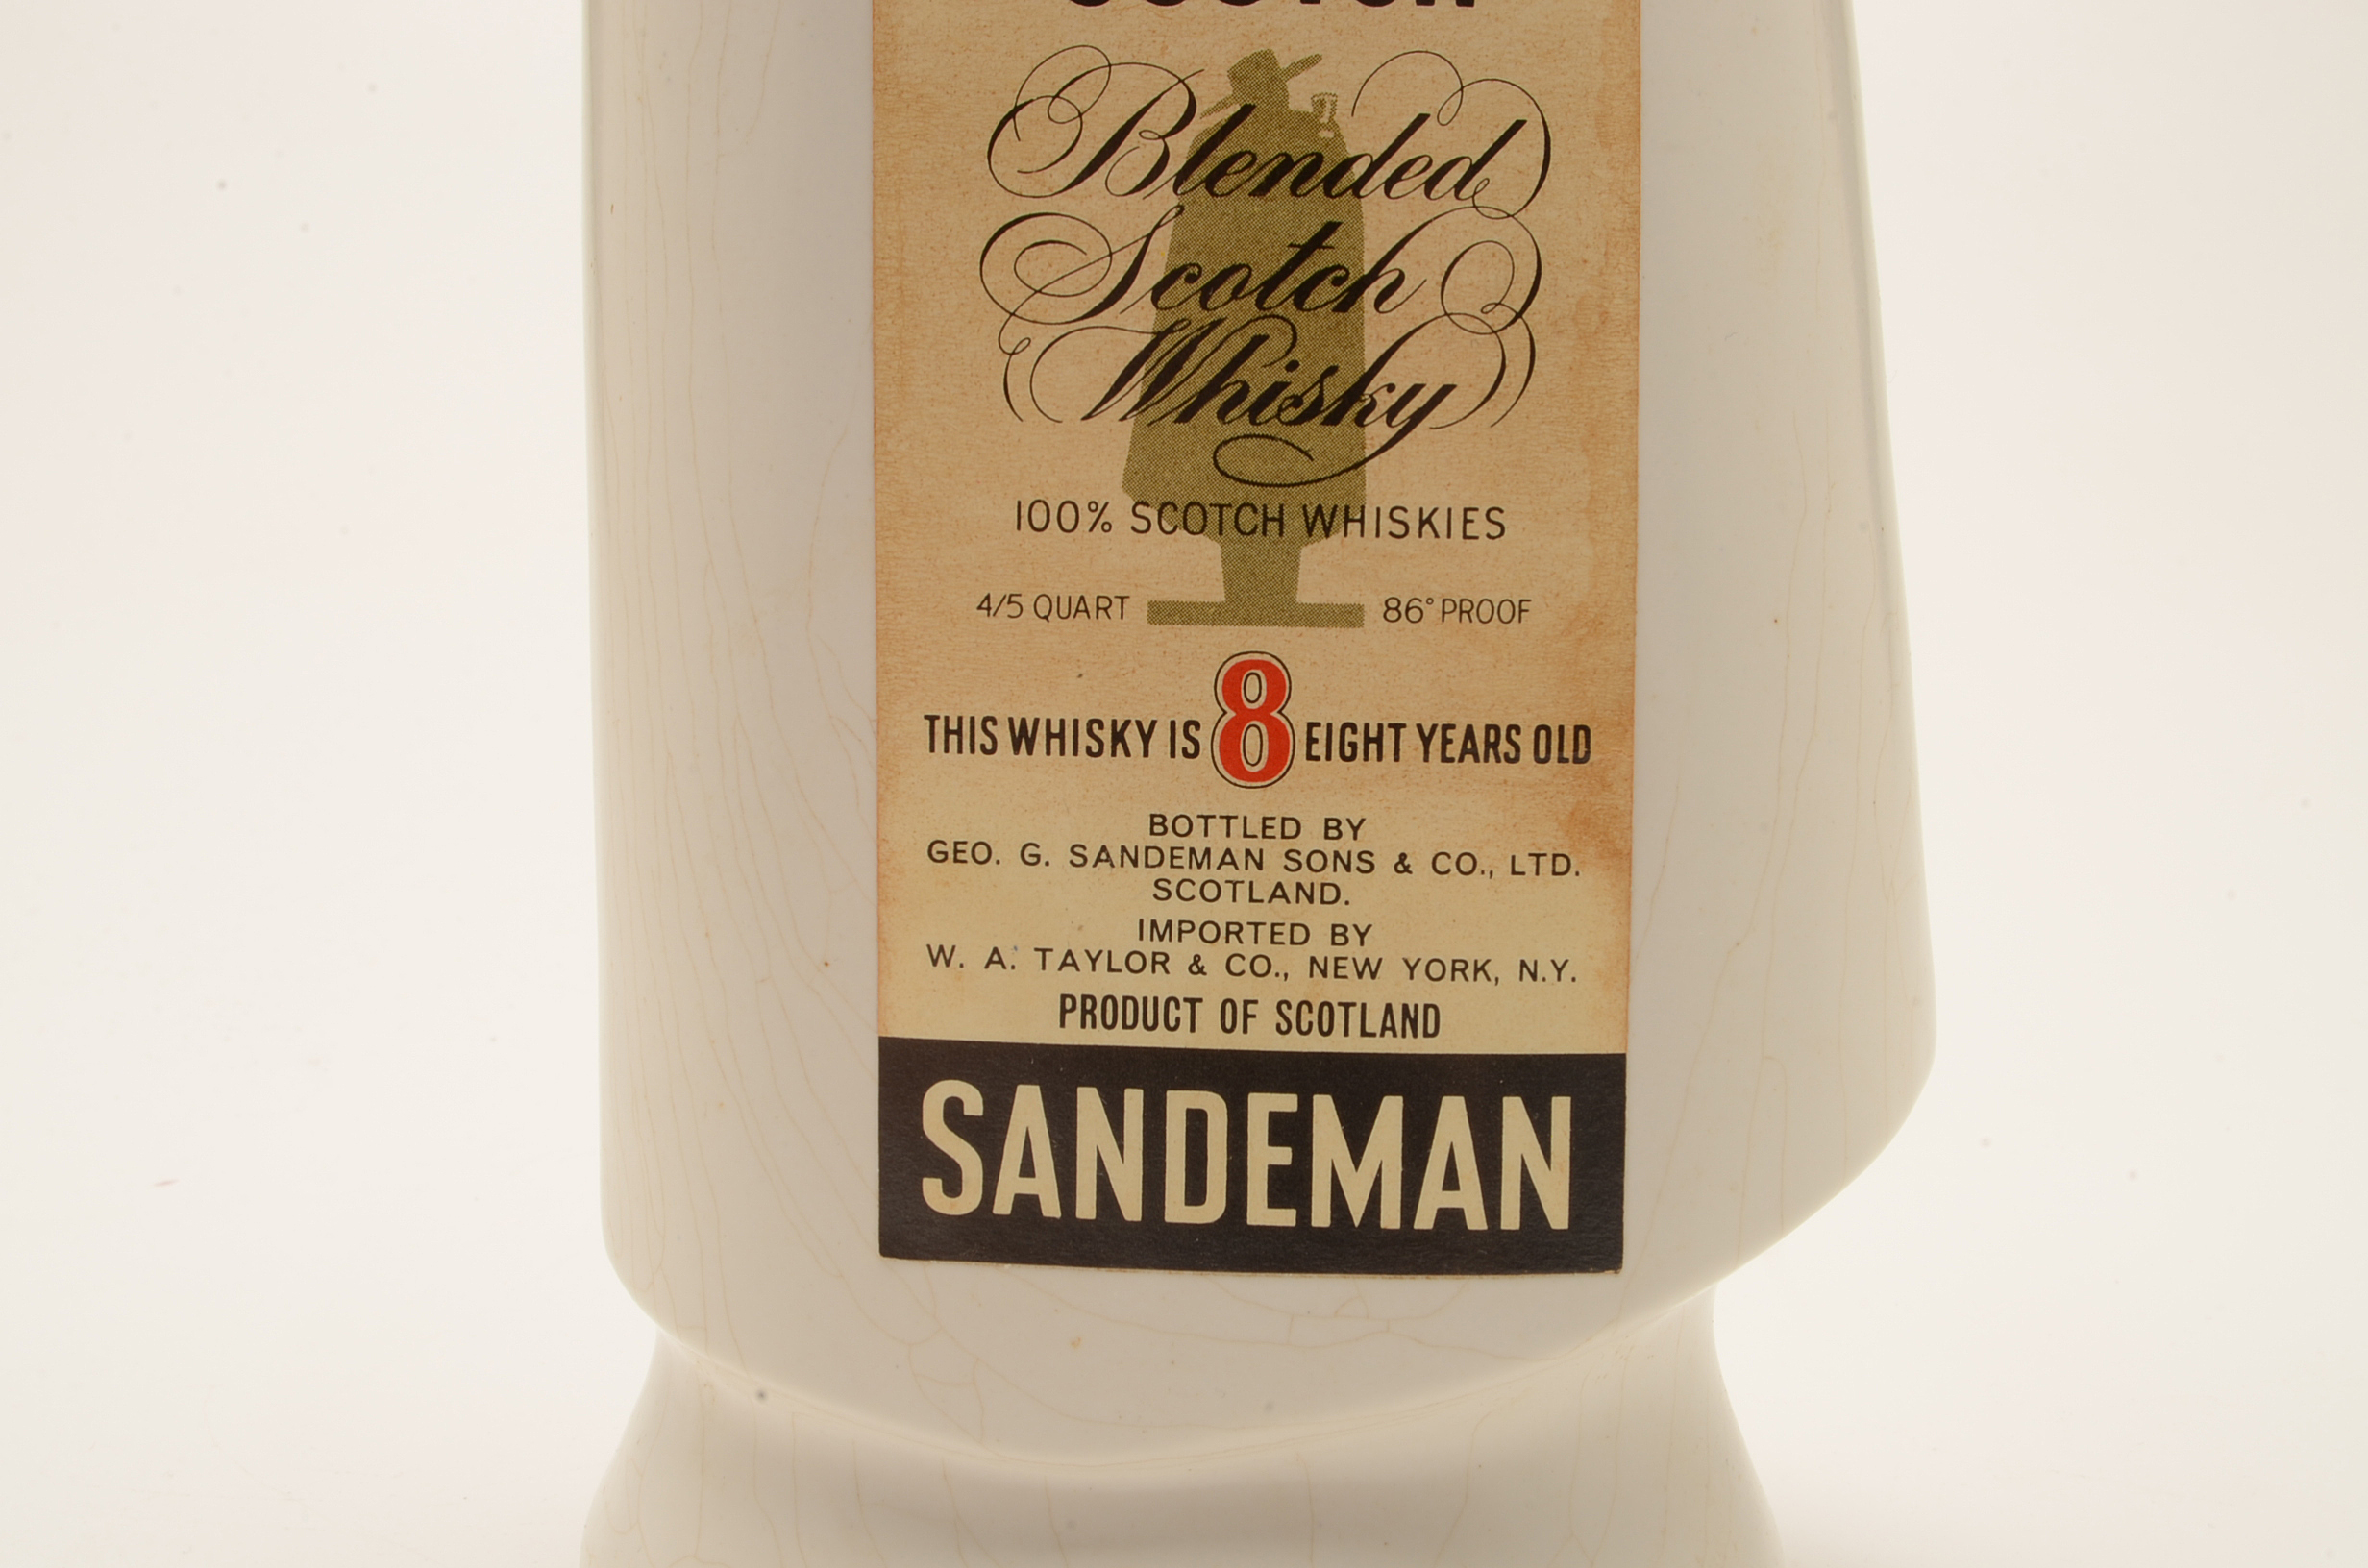 SCOTCH
Blended
Scotch
Whisky
100% SCOTCH WHISKIES
4/5 QUART 86° PROOF
THIS WHISKY IS 8 EIGHT YEARS OLD
BOTTLED BY
GEO. G. SANDEMAN SONS & CO., LTD.
SCOTLAND.
IMPORTED BY
W. A. TAYLOR & CO., NEW YORK, N.Y.
PRODUCT OF SCOTLAND
SANDEMAN